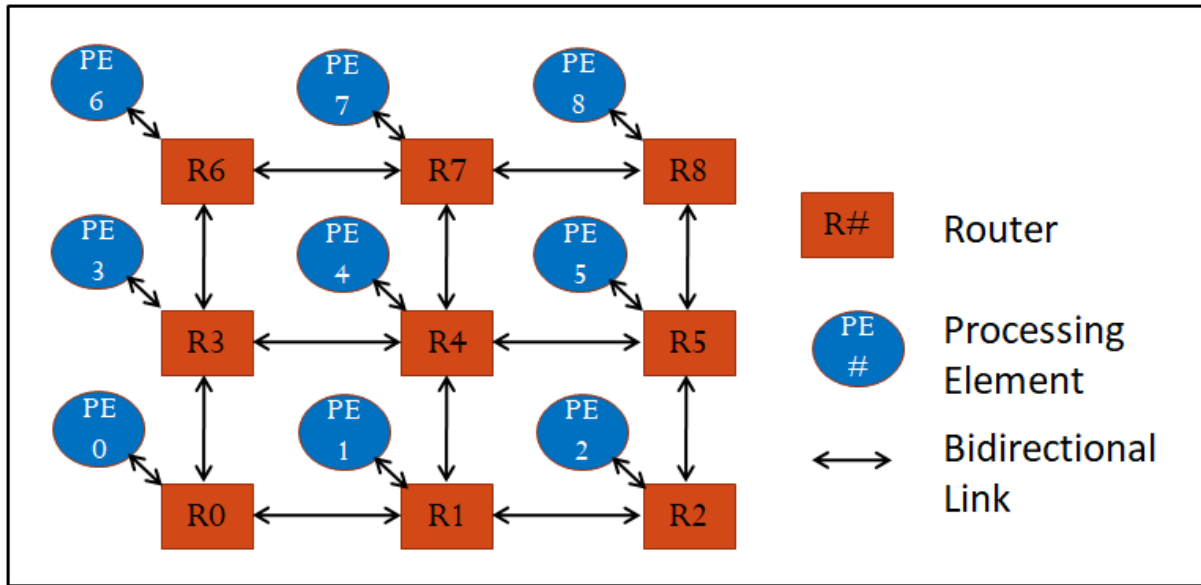 PE
6
PE
7
PE
8
R6
R7
R8
PE
3
PE
4
PE
5
R3
R4
R5
PE
0
PE
1
PE
2
R0
R1
R2
R#
Router
PE
#
Processing
Element
Bidirectional
Link